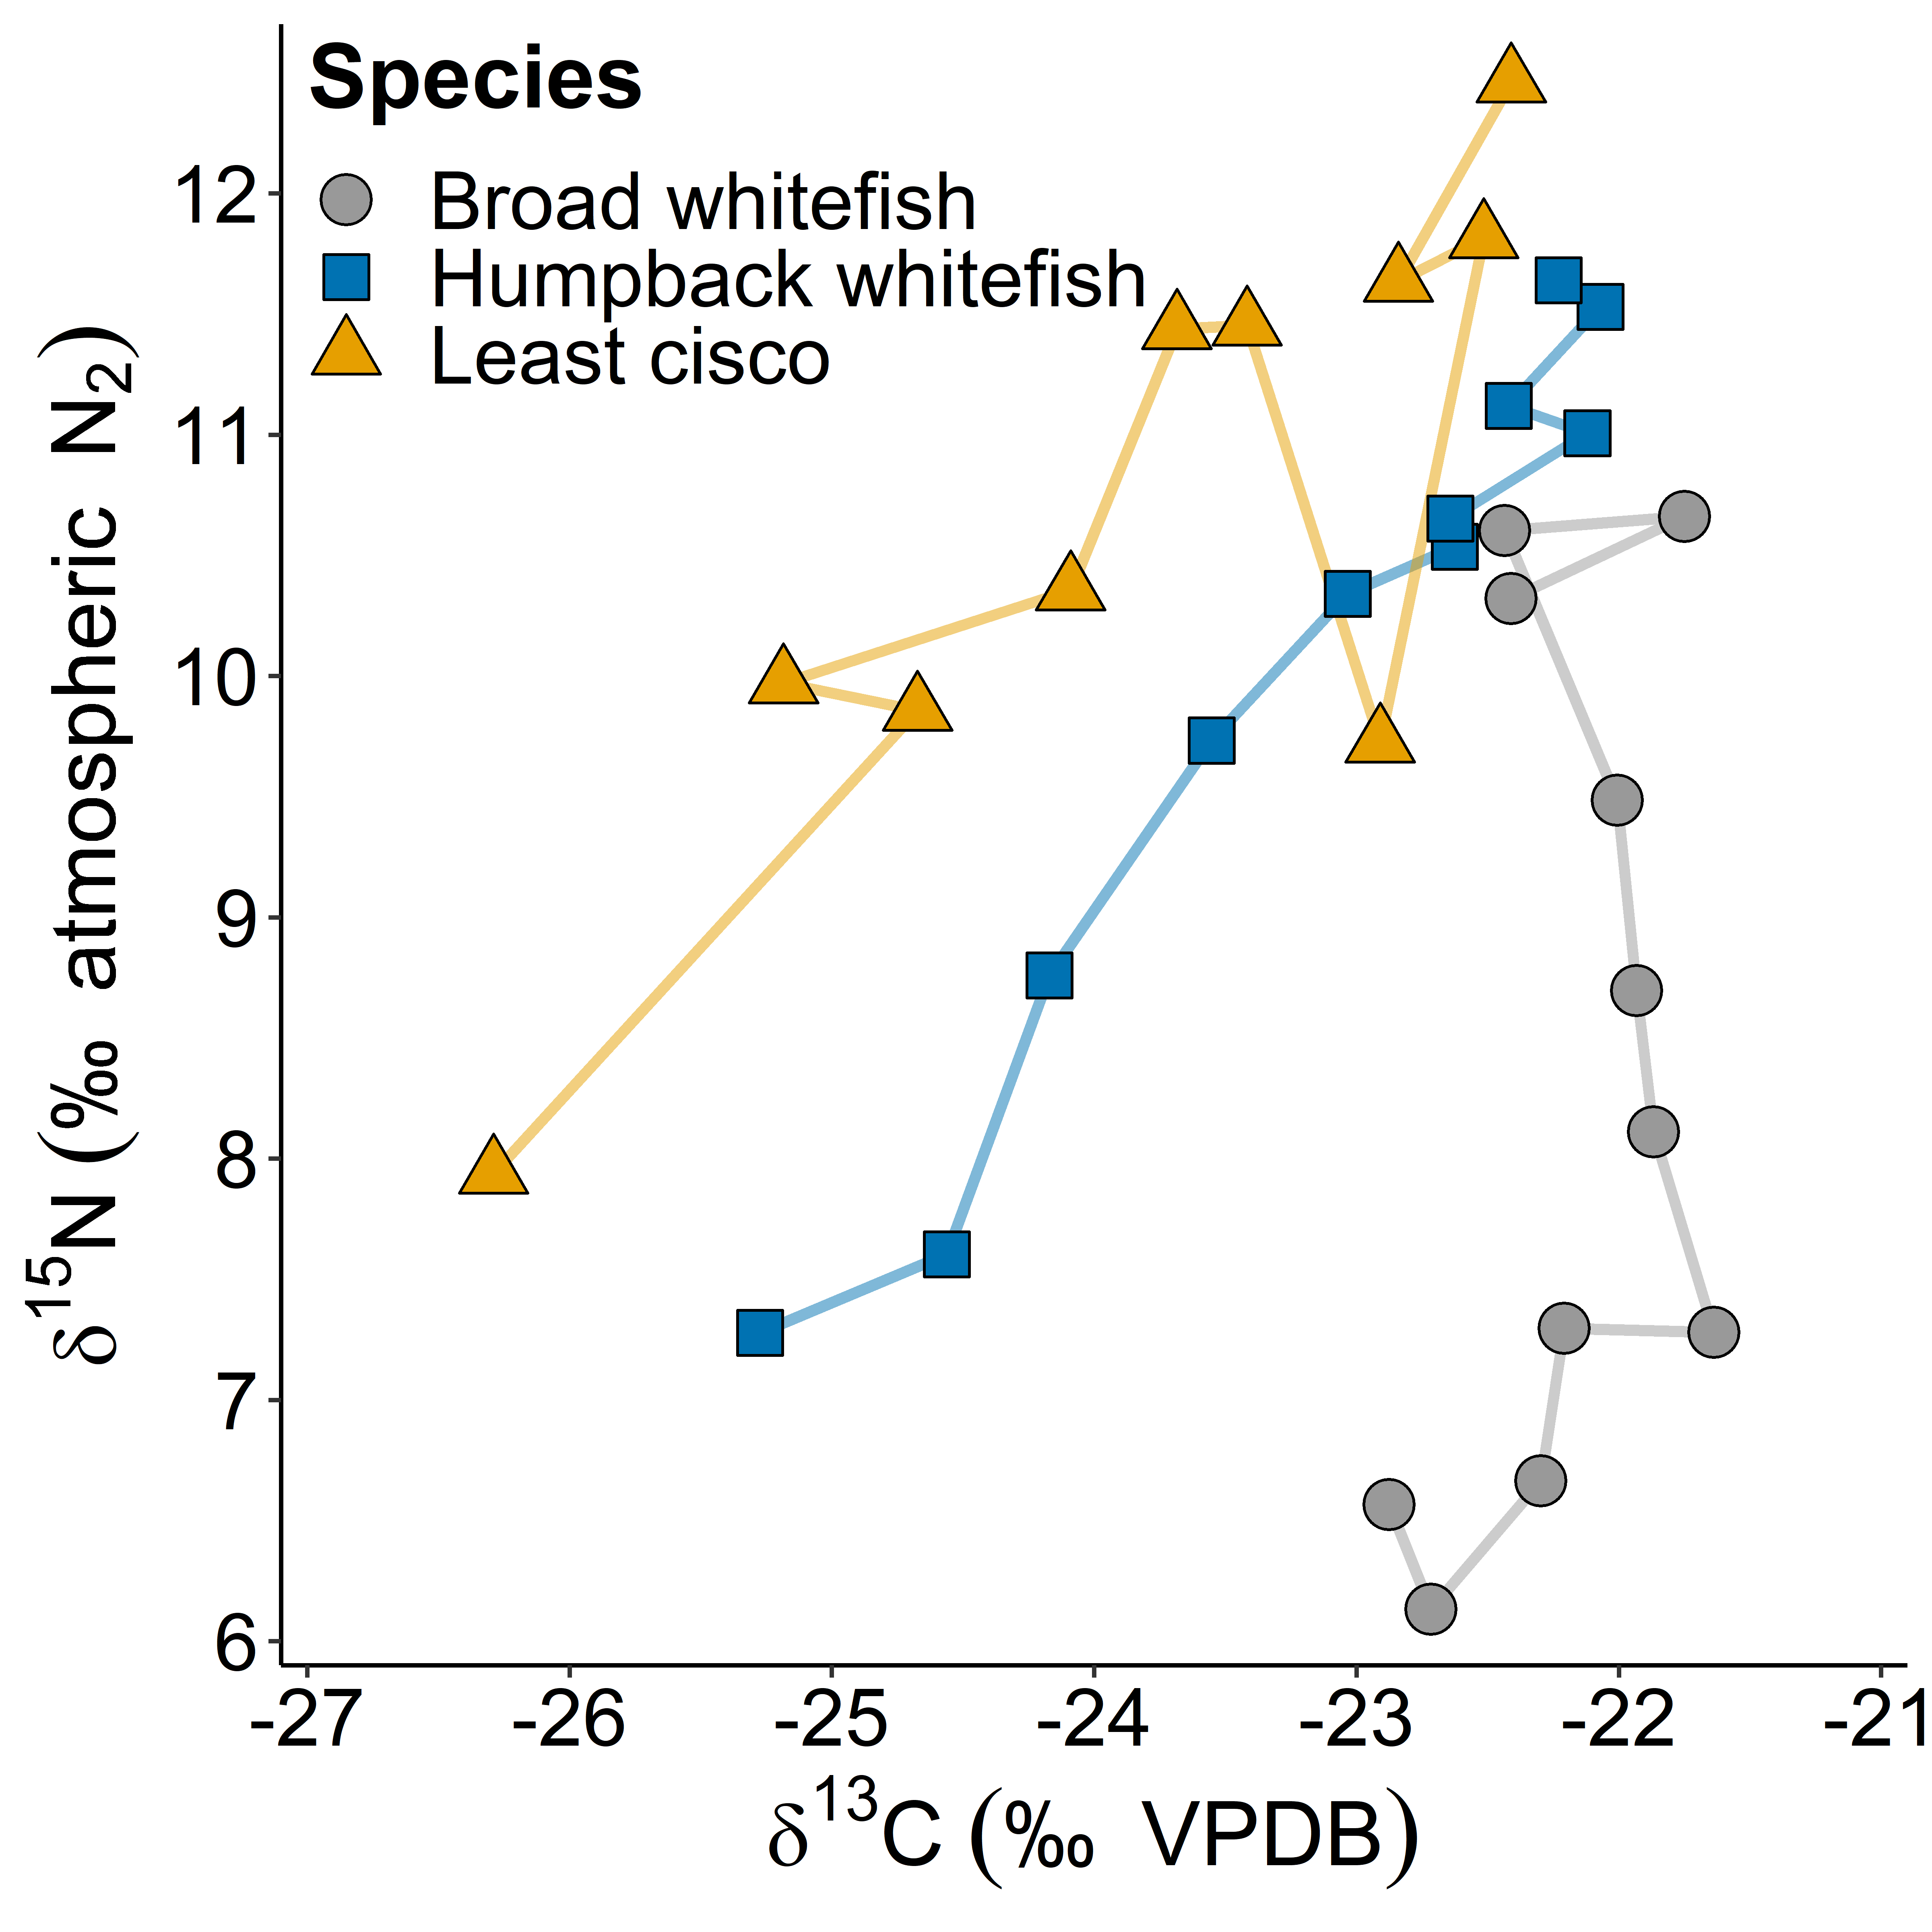 Species
Broad whitefish
Humpback whitefish
Least cisco
12
11
10
9
8
7
6
δ¹⁵N (‰ atmospheric N₂)
-27 -26 -25 -24 -23 -22 -21
δ¹³C (‰ VPDB)